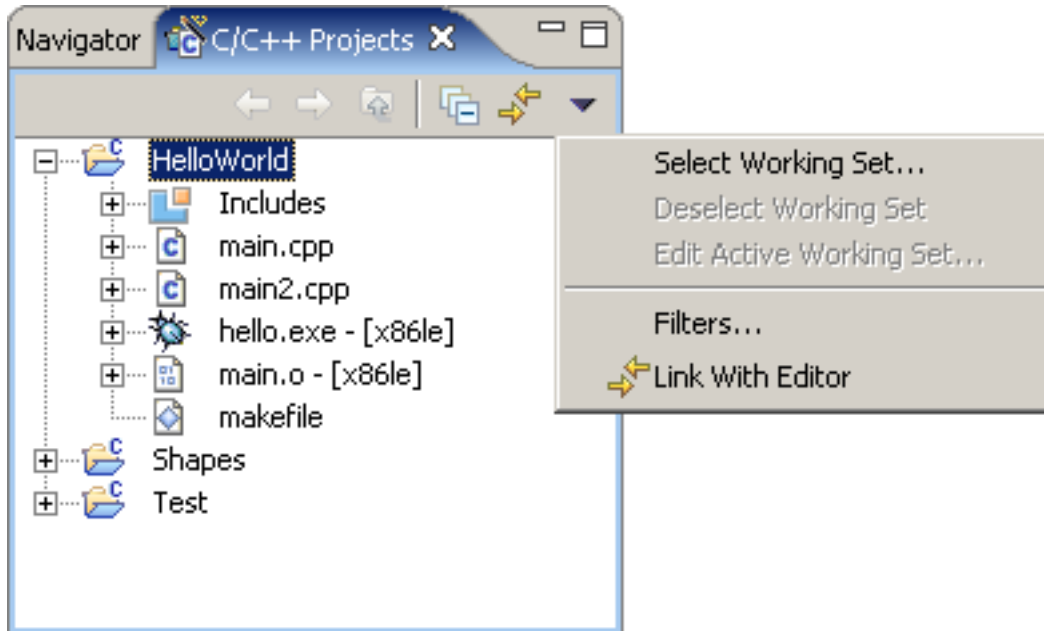 Navigator C/C++ Projects
HelloWorld
Includes
main.cpp
main2.cpp
hello.exe - [x86le]
main.o - [x86le]
makefile
Shapes
Test
Select Working Set...
Deselect Working Set
Edit Active Working Set...
Filters...
Link With Editor